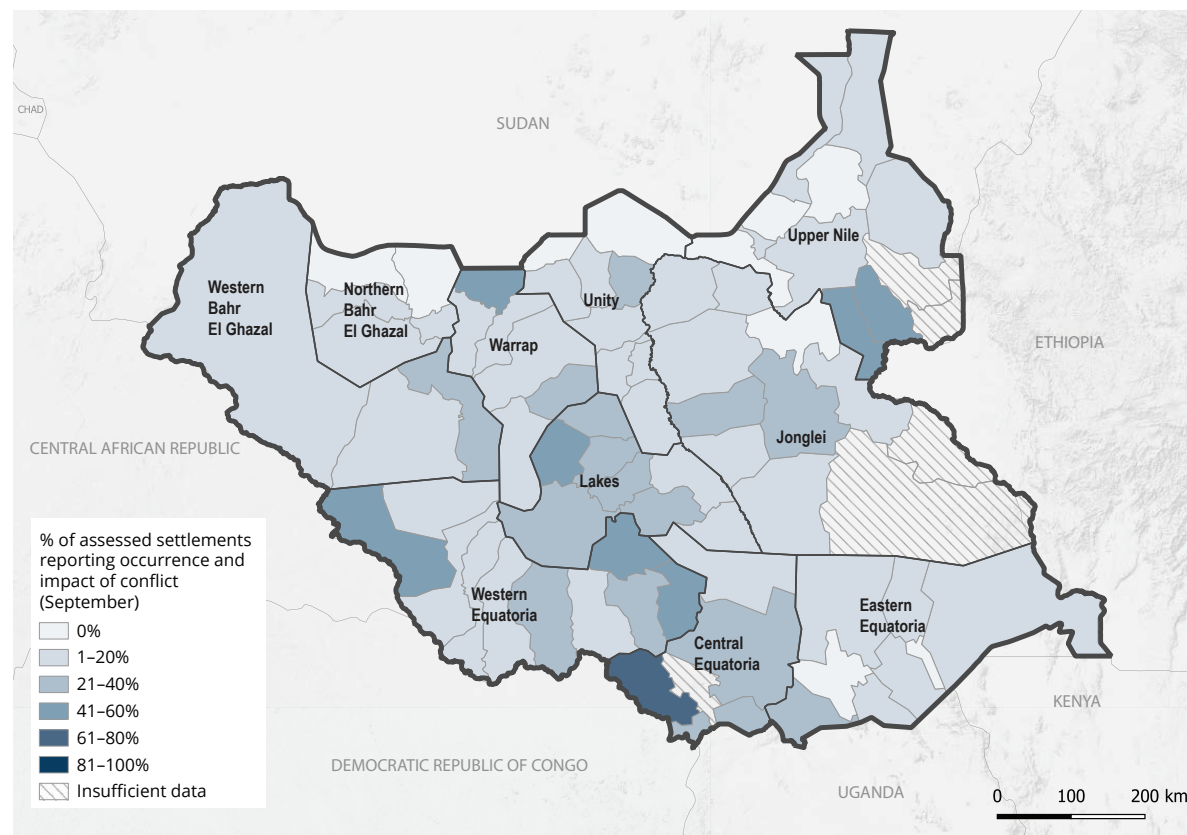 CHAD
SUDAN
Upper Nile
Western
Bahr
El Ghazal
Northern
Bahr
El Ghazal
Unity
Warrap
ETHIOPIA
CENTRAL AFRICAN REPUBLIC
Jonglei
Lakes
% of assessed settlements
reporting occurrence and
impact of conflict
(September)
0%
1–20%
21–40%
41–60%
61–80%
81–100%
Insufficient data
Western
Equatoria
Eastern
Equatoria
Central
Equatoria
KENYA
DEMOCRATIC REPUBLIC OF CONGO
UGANDA
0 100 200 km